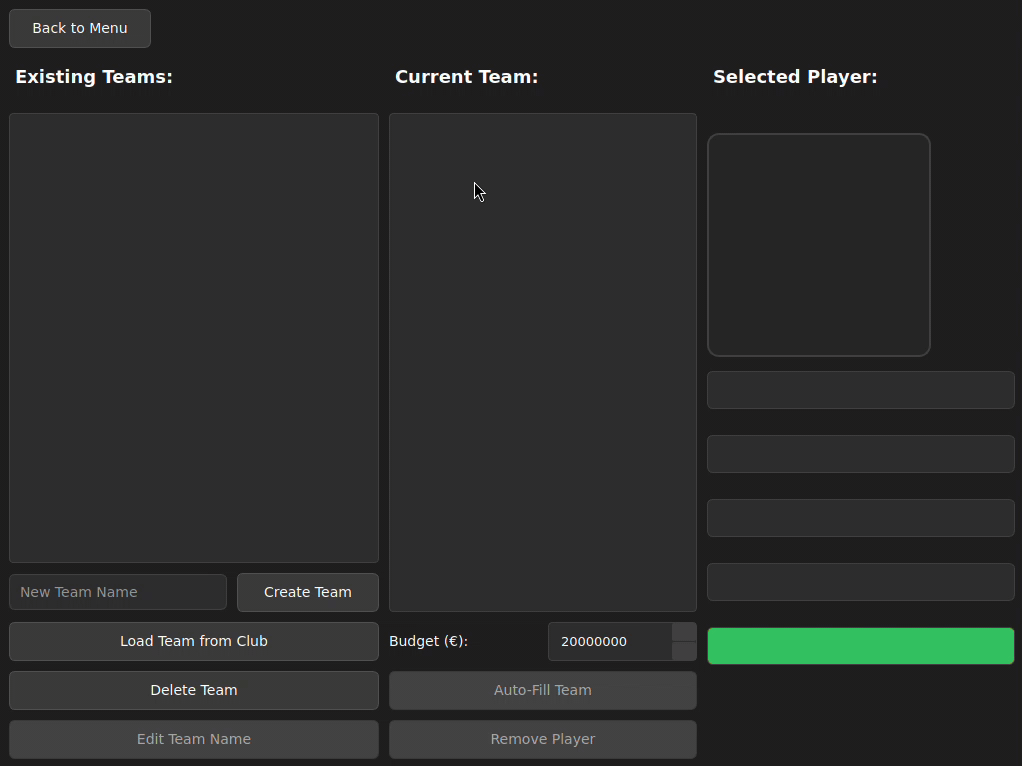 Back to Menu
Existing Teams:
Current Team:
Selected Player:
New Team Name
Create Team
Load Team from Club
Budget (€):
20000000
Delete Team
Auto-Fill Team
Edit Team Name
Remove Player